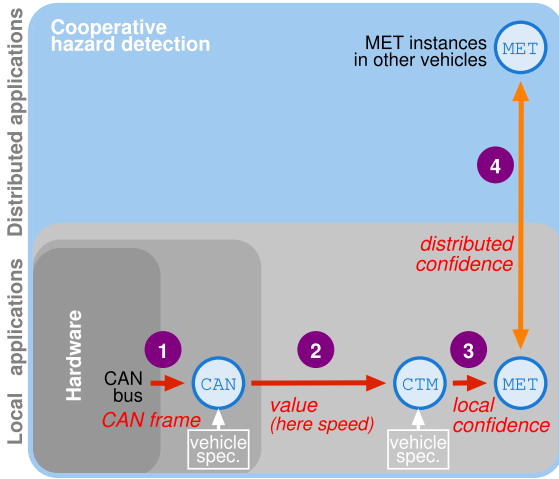 Distributed applications
Cooperative
hazard detection
MET instances
in other vehicles
MET
4
distributed
confidence
Local applications
Hardware
1
2
3
CAN
bus
CAN
CTM
MET
CAN frame
value
(here speed)
local
confidence
vehicle
spec.
vehicle
spec.